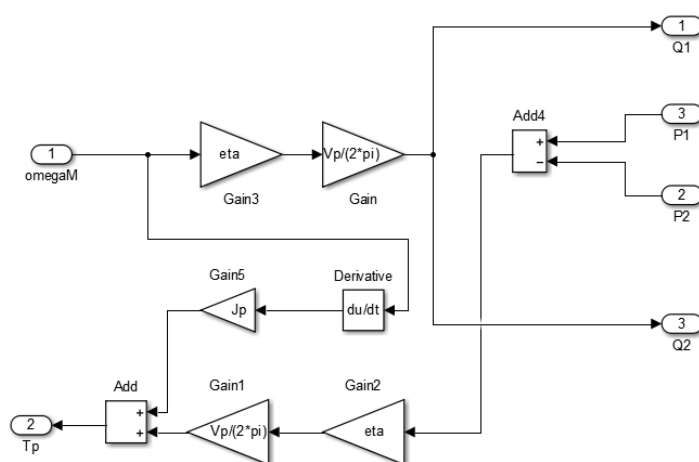 1
Q1
Add4
3
P1
+
−
1
omegaM
eta
Vp/(2*pi)
Gain3
Gain
2
P2
Gain5
Derivative
Jp
du/dt
3
Q2
Add
Gain1
Gain2
2
Tp
+
+
Vp/(2*pi)
eta